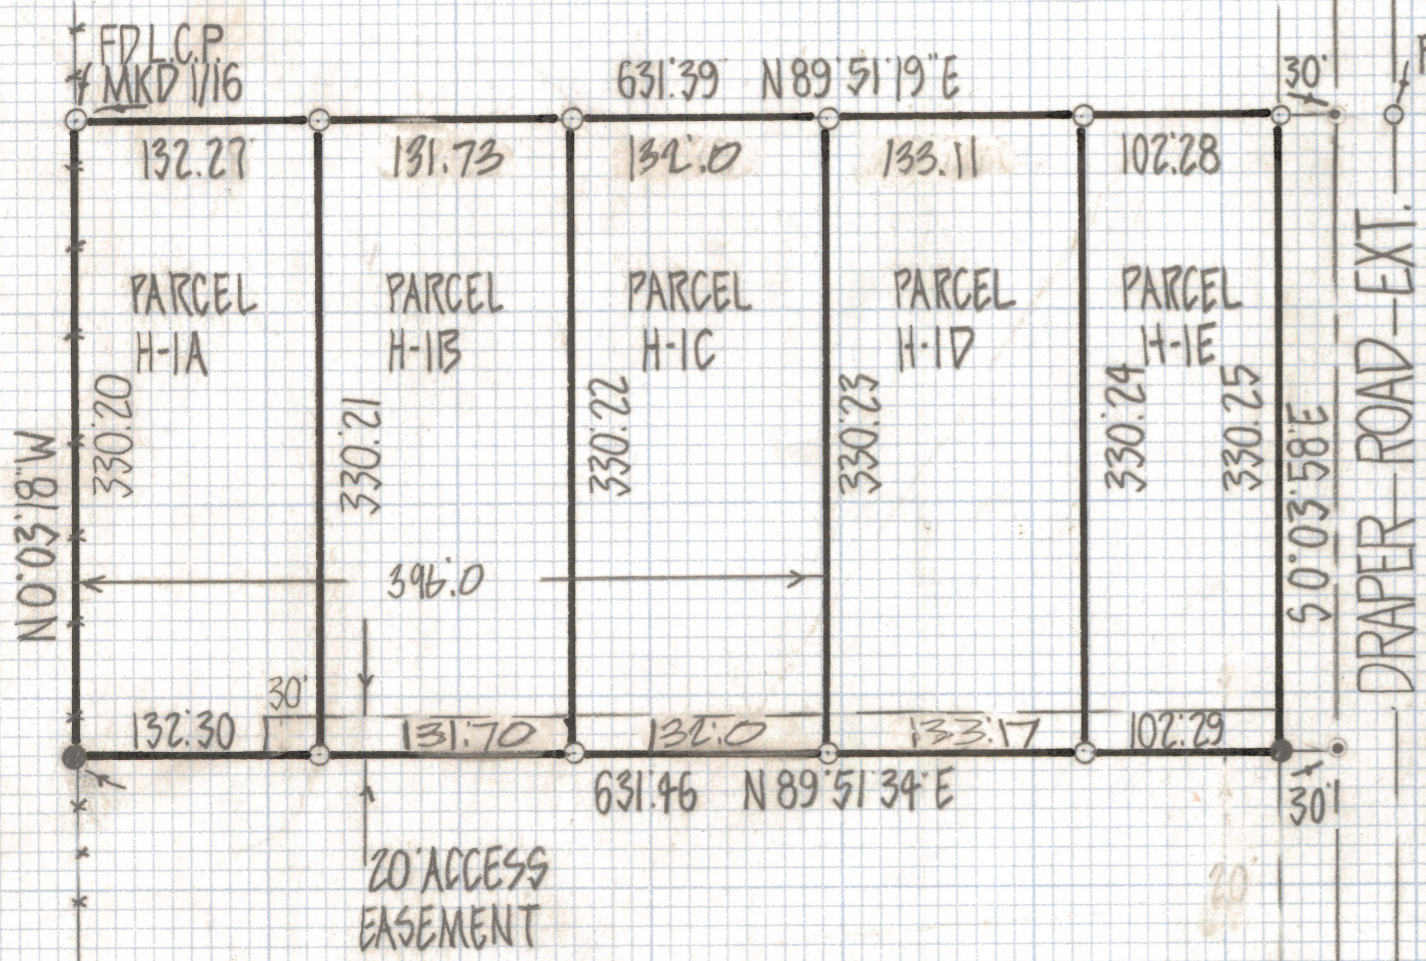 FD L.C.P.
MKD 1/16
631.39' N 89°51'19" E
30'
132.27'
131.73
132.0
133.11
102.28
PARCEL
H-1A
PARCEL
H-1B
PARCEL
H-1C
PARCEL
H-1D
PARCEL
H-1E
330.20
330.21
330.22
330.23
330.24
330.25
N 0°03'18" W
S 0°03'58" E
DRAPER ROAD EXT.
396.0
30'
132.30
131.70
132.0
133.17
102.29
631.46 N 89°51'34" E
30'
20' ACCESS
EASEMENT
20'